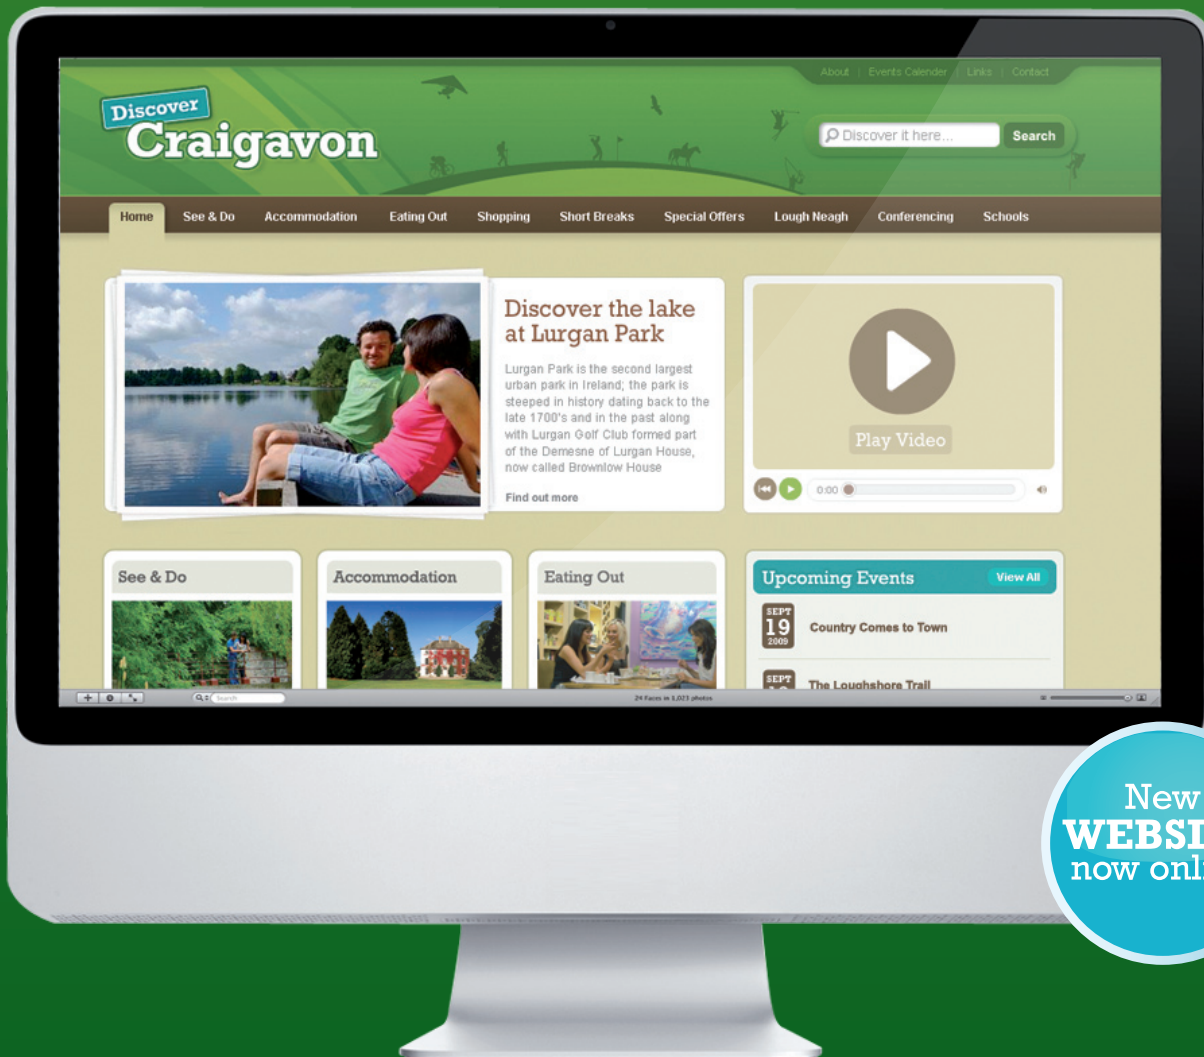 About | Events Calender | Links | Contact
Discover
Craigavon
Discover it here...
Search
Home See & Do Accommodation Eating Out Shopping Short Breaks Special Offers Lough Neagh Conferencing Schools
Discover the lake
at Lurgan Park
Lurgan Park is the second largest
urban park in Ireland; the park is
steeped in history dating back to the
late 1700's and in the past along
with Lurgan Golf Club formed part
of the Demesne of Lurgan House,
now called Brownlow House
Find out more
Play Video
0:00
See & Do
Accommodation
Eating Out
Upcoming Events
View All
SEPT
19
2009
Country Comes to Town
SEPT
The Loughshore Trail
Search
24 Faces in 1,023 photos
New
now